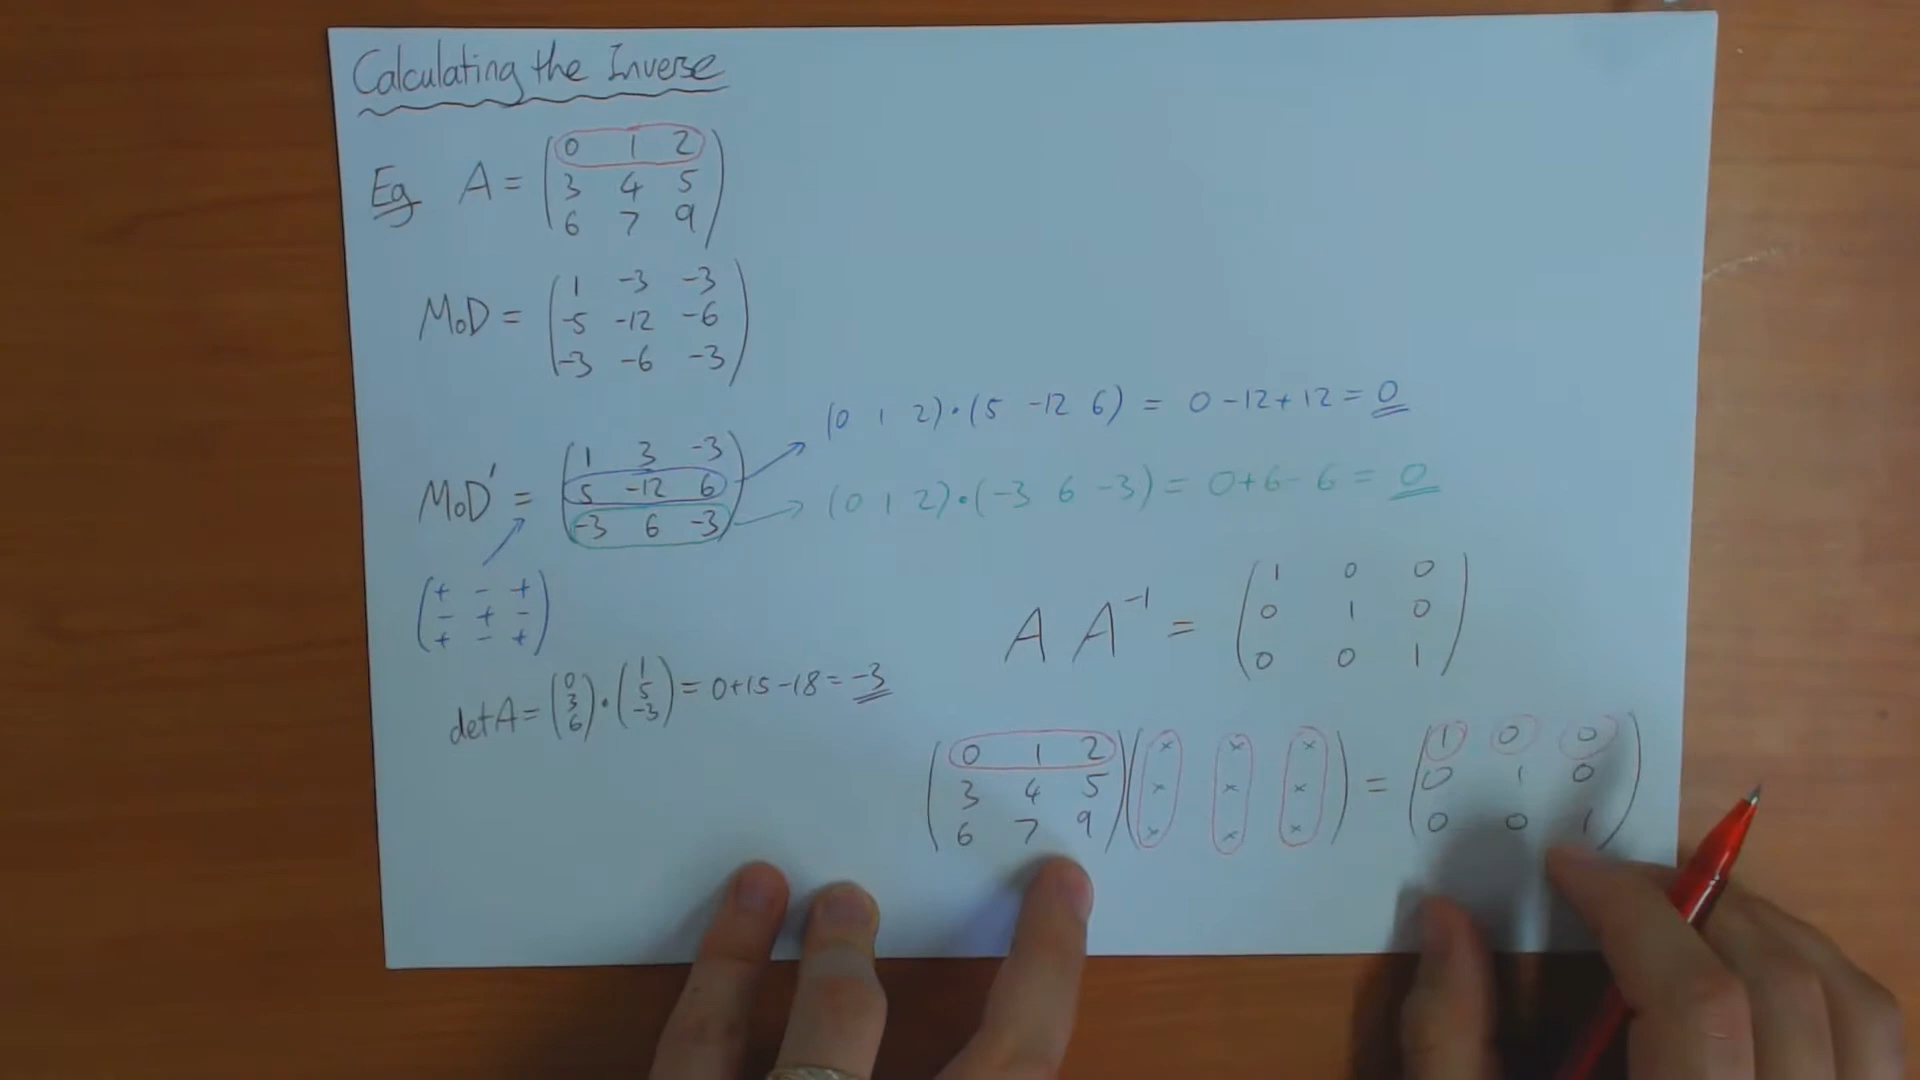 Calculating the Inverse
Eg A = (0 1 2
3 4 5
6 7 9)
MoD = (1 -3 -3
-5 -12 -6
-3 -6 -3)
MoD' = (1 3 -3
5 -12 6
-3 6 -3)
(0 1 2)·(5 -12 6) = 0-12+12 = 0
(0 1 2)·(-3 6 -3) = 0+6-6 = 0
(+ - +
- + -
+ - +)
A A⁻¹ = (1 0 0
0 1 0
0 0 1)
detA = (0 3 6)·(1 5 -3) = 0+15-18 = -3
(0 1 2)(× × ×) = (1 0 0)
(3 4 5)(× × ×) (0 1 0)
(6 7 9)(× × ×) (0 0 1)